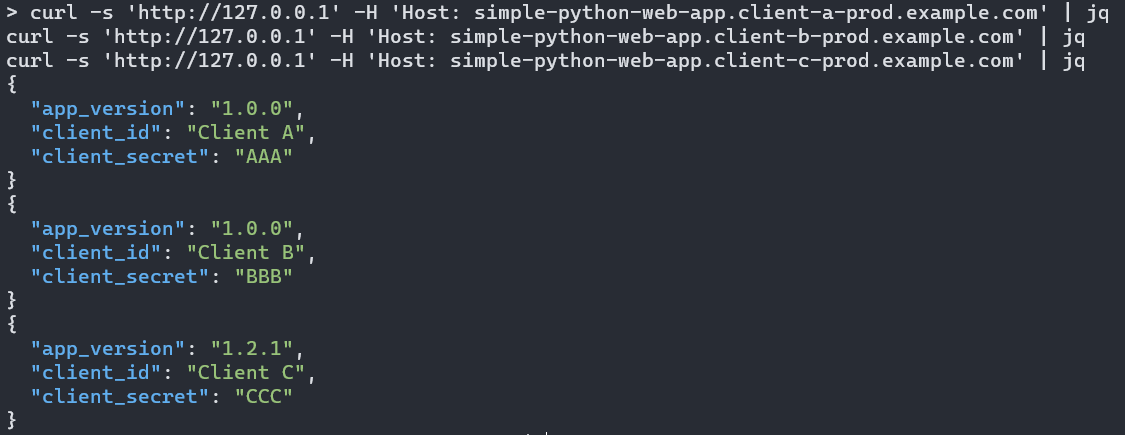 > curl -s 'http://127.0.0.1' -H 'Host: simple-python-web-app.client-a-prod.example.com' | jq
curl -s 'http://127.0.0.1' -H 'Host: simple-python-web-app.client-b-prod.example.com' | jq
curl -s 'http://127.0.0.1' -H 'Host: simple-python-web-app.client-c-prod.example.com' | jq
{
  "app_version": "1.0.0",
  "client_id": "Client A",
  "client_secret": "AAA"
}
{
  "app_version": "1.0.0",
  "client_id": "Client B",
  "client_secret": "BBB"
}
{
  "app_version": "1.2.1",
  "client_id": "Client C",
  "client_secret": "CCC"
}